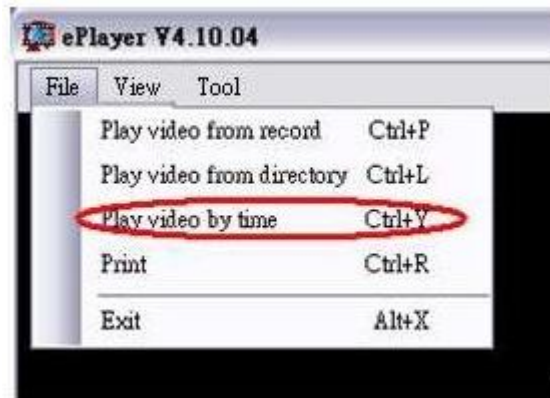 ePlayer V4.10.04
File View Tool
Play video from record Ctrl+P
Play video from directory Ctrl+L
Play video by time Ctrl+Y
Print Ctrl+R
Exit Alt+X